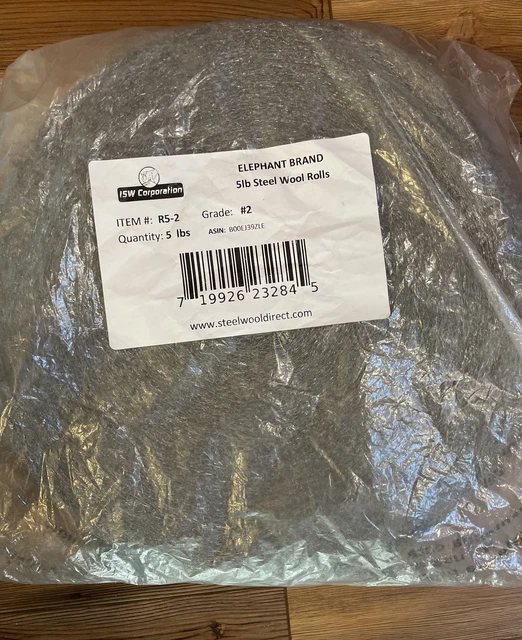 ISW Corporation
ELEPHANT BRAND
5lb Steel Wool Rolls
ITEM #: R5-2 Grade: #2
Quantity: 5 lbs ASIN: B00EJ39ZLE
7 19926 23284 5
www.steelwooldirect.com